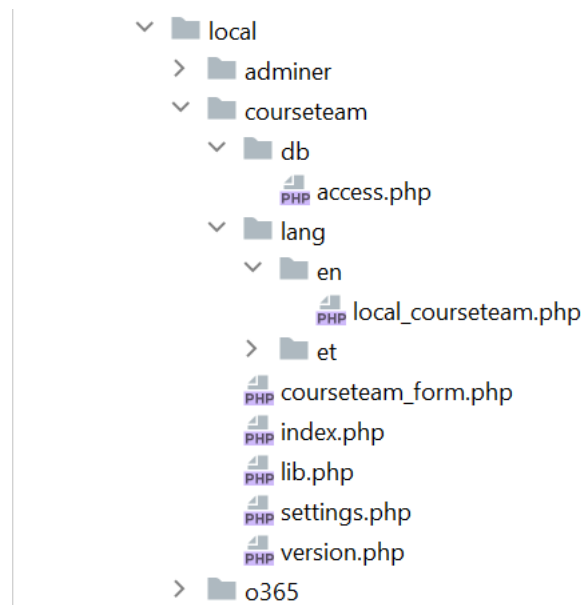 local
adminer
courseteam
db
PHP access.php
lang
en
PHP local_courseteam.php
et
PHP courseteam_form.php
PHP index.php
PHP lib.php
PHP settings.php
PHP version.php
o365